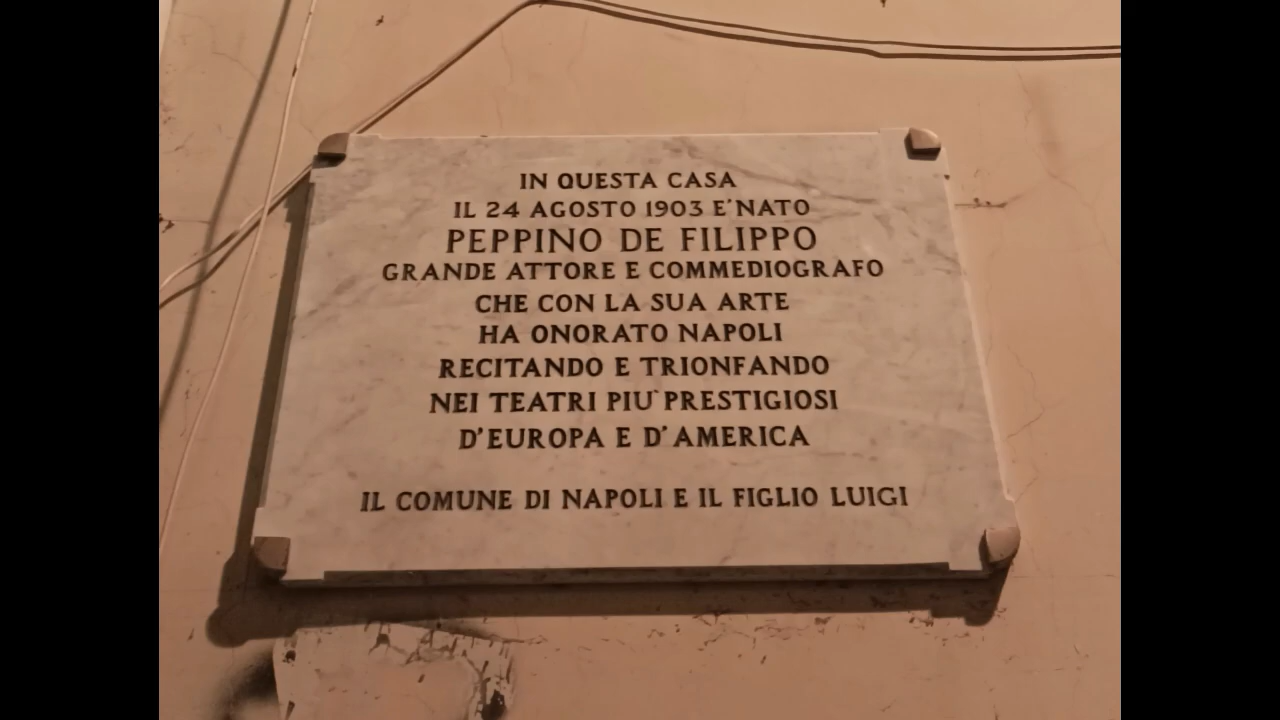 IN QUESTA CASA
IL 24 AGOSTO 1903 E'NATO
PEPPINO DE FILIPPO
GRANDE ATTORE E COMMEDIOGRAFO
CHE CON LA SUA ARTE
HA ONORATO NAPOLI
RECITANDO E TRIONFANDO
NEI TEATRI PIU` PRESTIGIOSI
D'EUROPA E D'AMERICA
IL COMUNE DI NAPOLI E IL FIGLIO LUIGI